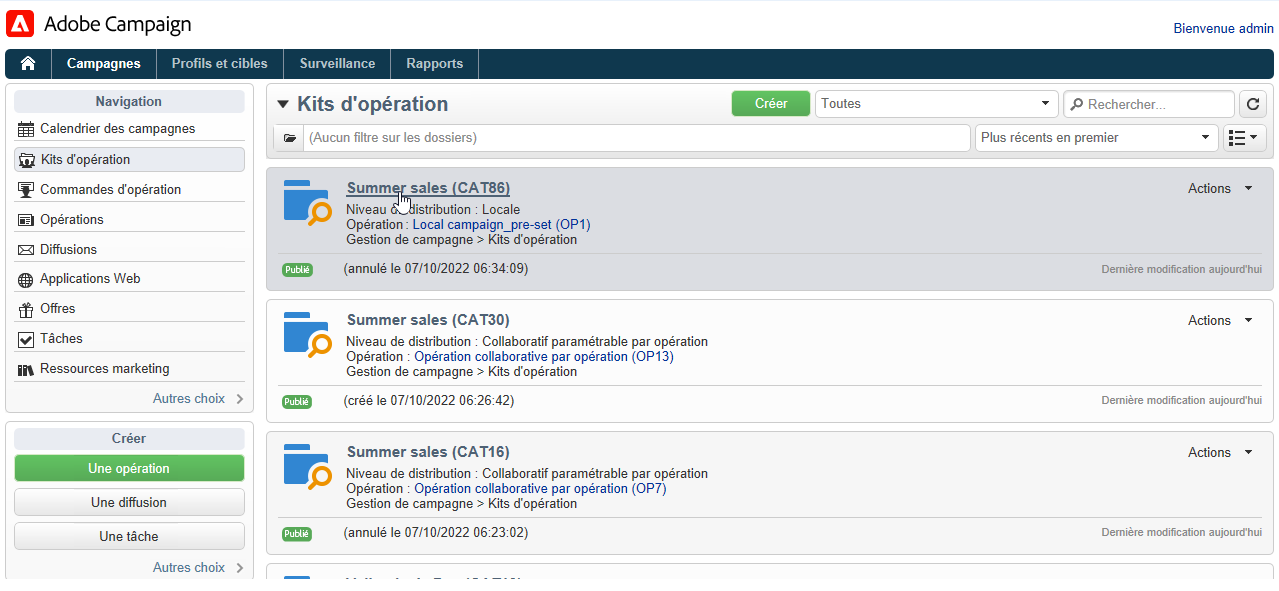 Adobe Campaign
Bienvenue admin
Campagnes
Profils et cibles
Surveillance
Rapports
Navigation
Calendrier des campagnes
Kits d'opération
Commandes d'opération
Opérations
Diffusions
Applications Web
Offres
Tâches
Ressources marketing
Autres choix
Créer
Une opération
Une diffusion
Une tâche
Autres choix
Kits d'opération
Créer
Toutes
Rechercher...
(Aucun filtre sur les dossiers)
Plus récents en premier
Summer sales (CAT86)
Actions
Niveau de distribution : Locale
Opération : Local campaign_pre-set (OP1)
Gestion de campagne > Kits d'opération
Publié
(annulé le 07/10/2022 06:34:09)
Dernière modification aujourd'hui
Summer sales (CAT30)
Actions
Niveau de distribution : Collaboratif paramétrable par opération
Opération : Opération collaborative par opération (OP13)
Gestion de campagne > Kits d'opération
Publié
(créé le 07/10/2022 06:26:42)
Dernière modification aujourd'hui
Summer sales (CAT16)
Actions
Niveau de distribution : Collaboratif paramétrable par opération
Opération : Opération collaborative par opération (OP7)
Gestion de campagne > Kits d'opération
Publié
(annulé le 07/10/2022 06:23:02)
Dernière modification aujourd'hui